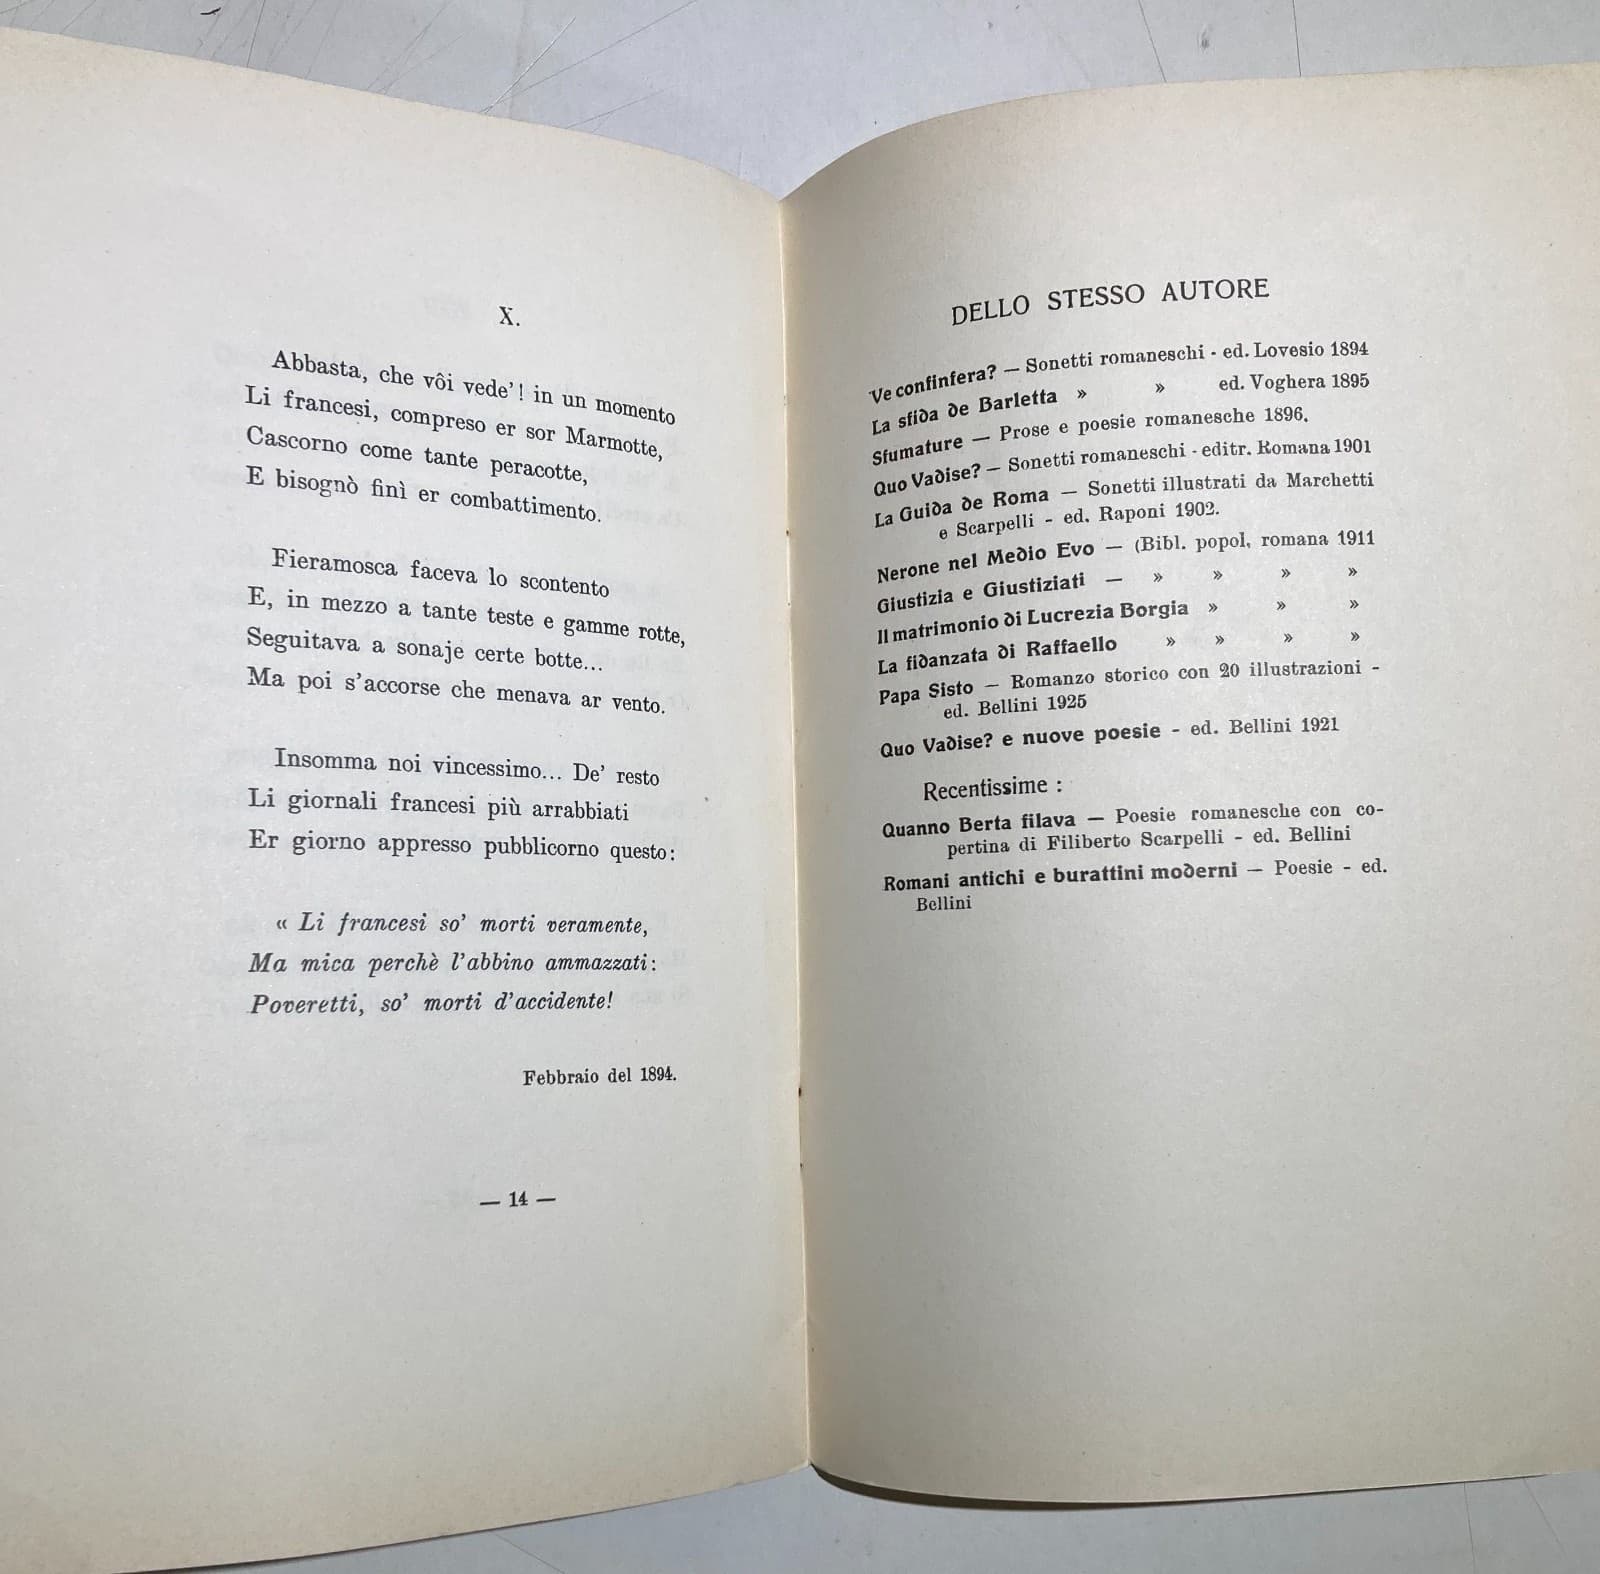 X.
Abbasta, che vôi vede'! in un momento
Li francesi, compreso er sor Marmotte,
Cascorno come tante peracotte,
E bisognò finì er combattimento.
Fieramosca faceva lo scontento
E, in mezzo a tante teste e gamme rotte,
Seguitava a sonaje certe botte...
Ma poi s'accorse che menava ar vento.
Insomma noi vincessimo... De' resto
Li giornali francesi più arrabbiati
Er giorno appresso pubblicorno questo:
« Li francesi so' morti veramente,
Ma mica perchè l'abbino ammazzati:
Poveretti, so' morti d'accidente!
Febbraio del 1894.
— 14 —
DELLO STESSO AUTORE
'Ve confinfera? — Sonetti romaneschi - ed. Lovesio 1894
La sfida de Barletta » » ed. Voghera 1895
Sfumature — Prose e poesie romanesche 1896.
Quo Vadise? — Sonetti romaneschi - editr. Romana 1901
La Guida de Roma — Sonetti illustrati da Marchetti
e Scarpelli - ed. Raponi 1902.
Nerone nel Medio Evo — (Bibl. popol, romana 1911
Giustizia e Giustiziati — » » » »
Il matrimonio di Lucrezia Borgia » » »
La fidanzata di Raffaello » » » »
Papa Sisto — Romanzo storico con 20 illustrazioni -
ed. Bellini 1925
Quo Vadise? e nuove poesie - ed. Bellini 1921
Recentissime :
Quanno Berta filava — Poesie romanesche con co-
pertina di Filiberto Scarpelli - ed. Bellini
Romani antichi e burattini moderni — Poesie - ed.
Bellini